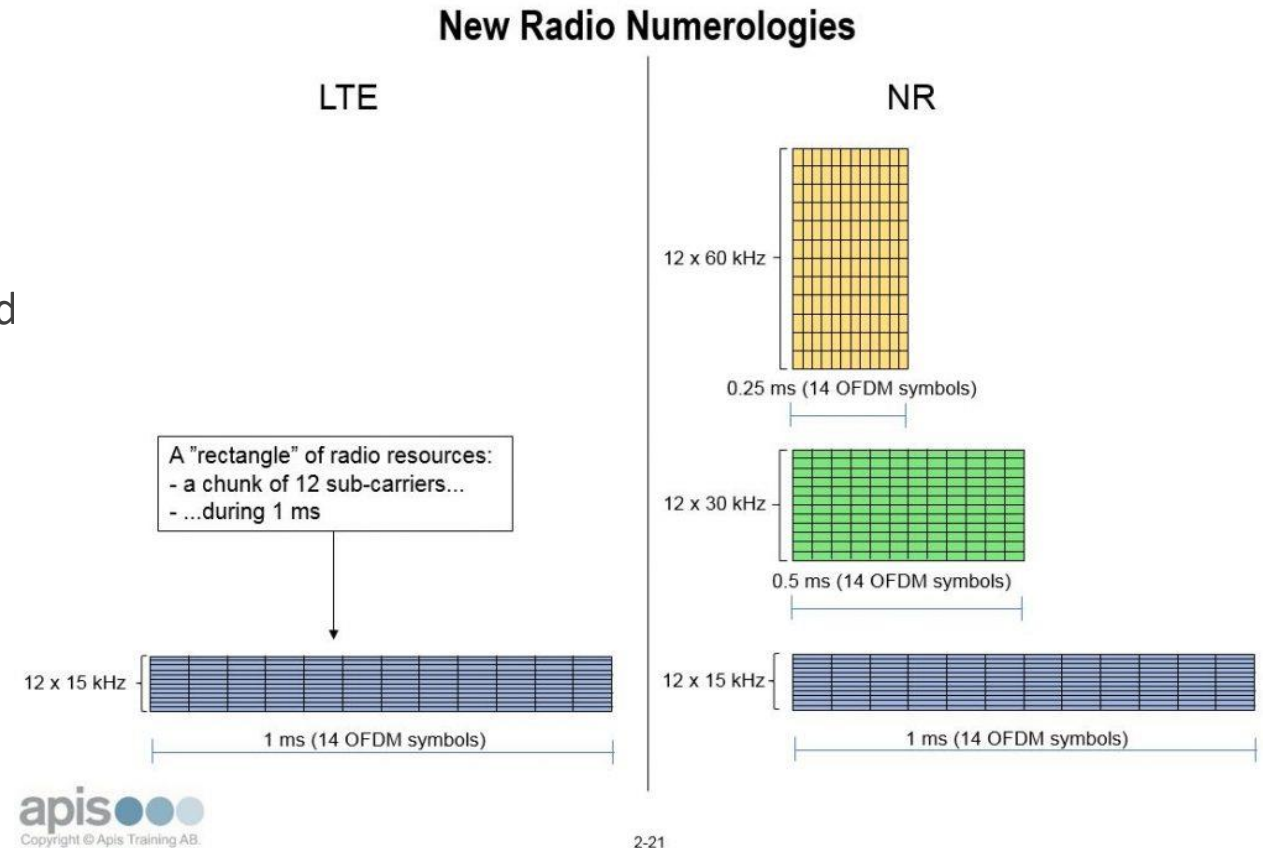 New Radio Numerologies
LTE
d
A "rectangle" of radio resources:
- a chunk of 12 sub-carriers...
- ...during 1 ms
12 x 15 kHz
1 ms (14 OFDM symbols)
NR
12 x 60 kHz
0.25 ms (14 OFDM symbols)
12 x 30 kHz
0.5 ms (14 OFDM symbols)
12 x 15 kHz
1 ms (14 OFDM symbols)
apis
Copyright © Apis Training AB.
2-21